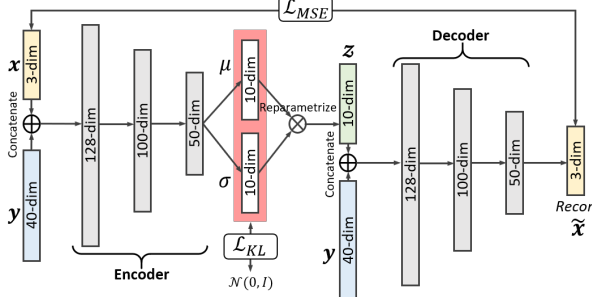 ℒ_MSE
x
3-dim
Concatenate
⊕
y
40-dim
128-dim
100-dim
50-dim
Encoder
μ
10-dim
σ
10-dim
ℒ_KL
𝒩(0, I)
Reparametrize
⊗
z
10-dim
Concatenate
⊕
y
40-dim
Decoder
128-dim
100-dim
50-dim
3-dim
Recon
x̃